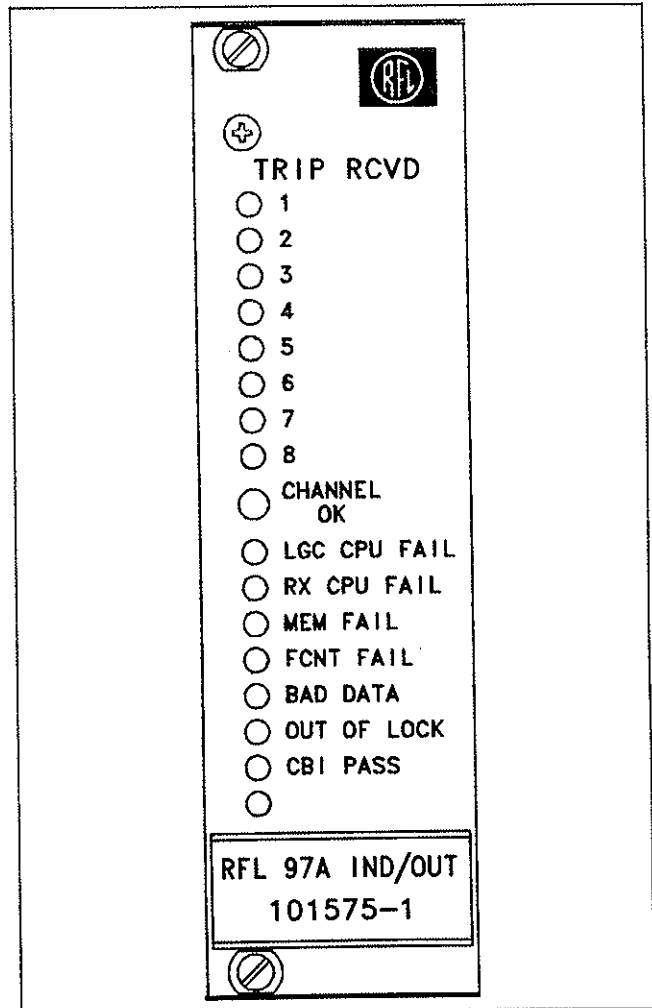 RFL
TRIP RCVD
1
2
3
4
5
6
7
8
CHANNEL
OK
LGC CPU FAIL
RX CPU FAIL
MEM FAIL
FCNT FAIL
BAD DATA
OUT OF LOCK
CBI PASS
RFL 97A IND/OUT
101575-1